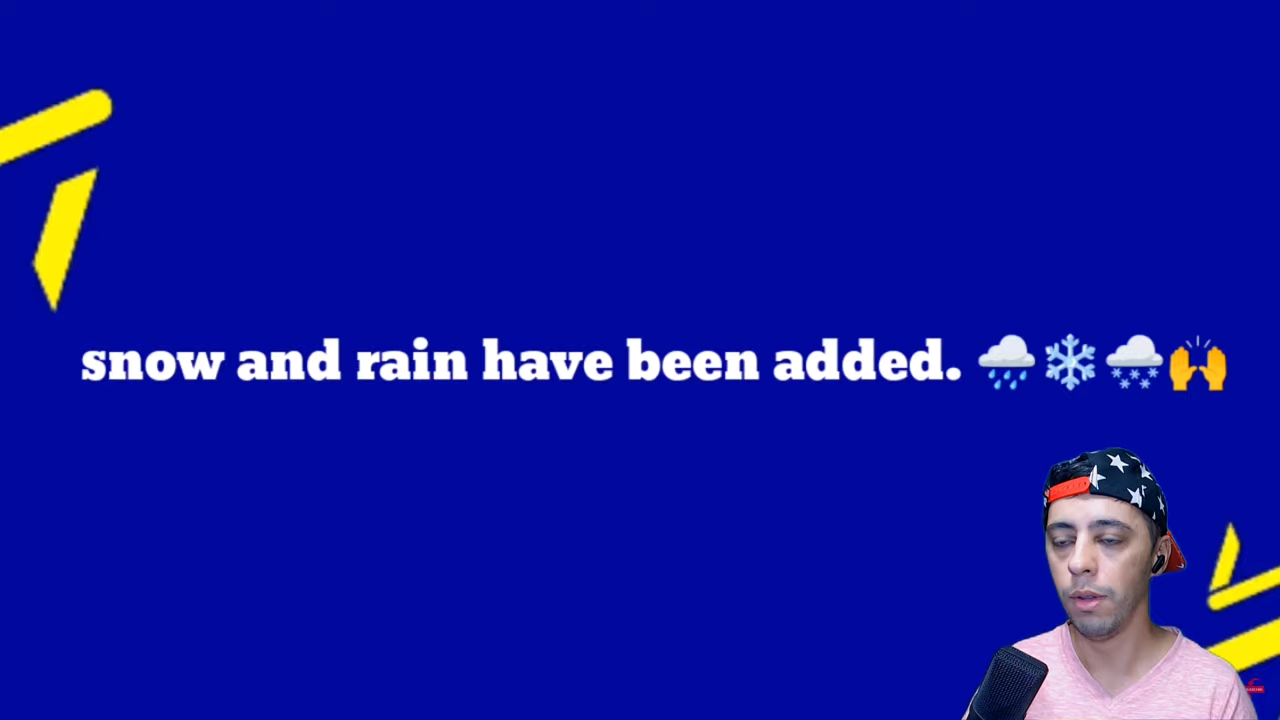 snow and rain have been added. 🌧️❄️🌨️🙌